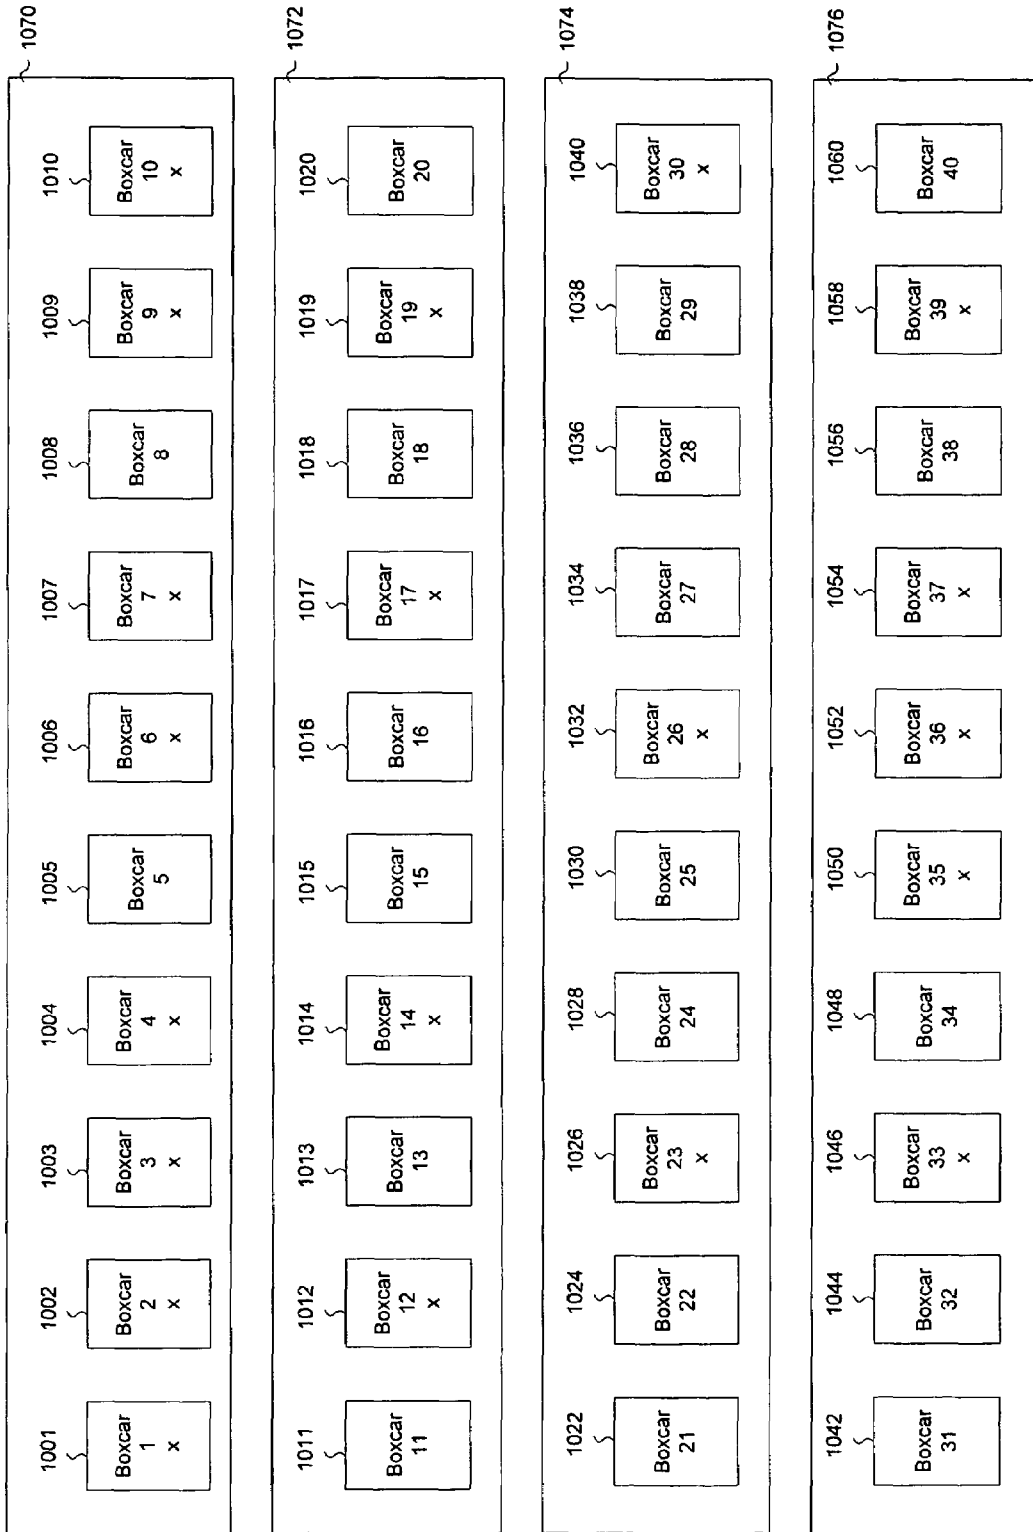 1070
1001
1002
1003
1004
1005
1006
1007
1008
1009
1010
Boxcar
1
x
Boxcar
2
x
Boxcar
3
x
Boxcar
4
x
Boxcar
5
Boxcar
6
x
Boxcar
7
x
Boxcar
8
Boxcar
9
x
Boxcar
10
x
1072
1011
1012
1013
1014
1015
1016
1017
1018
1019
1020
Boxcar
11
Boxcar
12
x
Boxcar
13
Boxcar
14
x
Boxcar
15
Boxcar
16
Boxcar
17
x
Boxcar
18
Boxcar
19
x
Boxcar
20
1074
1022
1024
1026
1028
1030
1032
1034
1036
1038
1040
Boxcar
21
Boxcar
22
Boxcar
23
x
Boxcar
24
Boxcar
25
Boxcar
26
x
Boxcar
27
Boxcar
28
Boxcar
29
Boxcar
30
x
1076
1042
1044
1046
1048
1050
1052
1054
1056
1058
1060
Boxcar
31
Boxcar
32
Boxcar
33
x
Boxcar
34
Boxcar
35
x
Boxcar
36
x
Boxcar
37
x
Boxcar
38
Boxcar
39
x
Boxcar
40